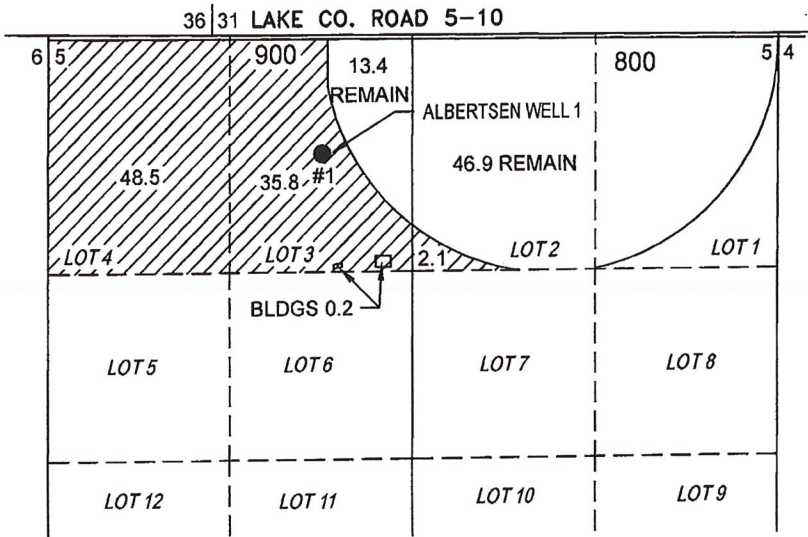 36 31 LAKE CO. ROAD 5-10
6 5 900 13.4 800 5 4
REMAIN
ALBERTSEN WELL 1
48.5 35.8 #1 46.9 REMAIN
LOT 4 LOT 3 2.1 LOT 2 LOT 1
BLDGS 0.2
LOT 5 LOT 6 LOT 7 LOT 8
LOT 12 LOT 11 LOT 10 LOT 9